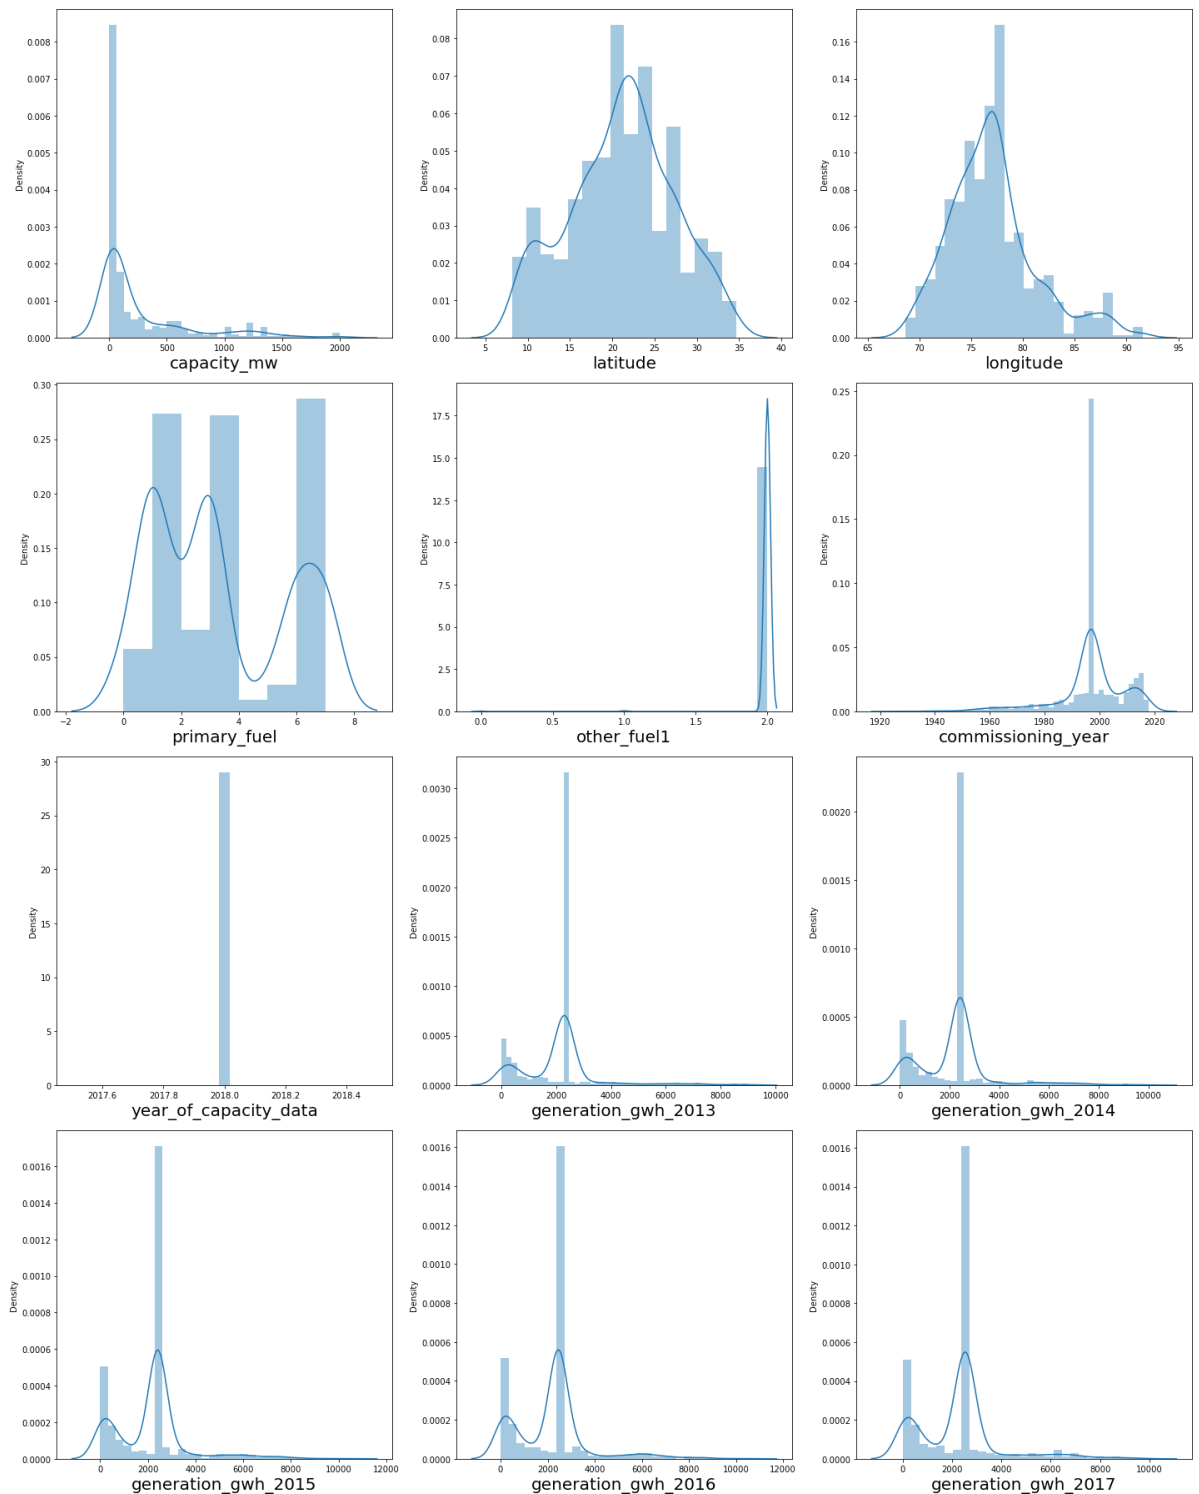 0.008
0.007
0.006
0.005
0.004
0.003
0.002
0.001
0.000
Density
0 500 1000 1500 2000
capacity_mw
0.08
0.07
0.06
0.05
0.04
0.03
0.02
0.01
0.00
Density
5 10 15 20 25 30 35 40
latitude
0.16
0.14
0.12
0.10
0.08
0.06
0.04
0.02
0.00
Density
65 70 75 80 85 90 95
longitude
0.30
0.25
0.20
0.15
0.10
0.05
0.00
Density
−2 0 2 4 6 8
primary_fuel
17.5
15.0
12.5
10.0
7.5
5.0
2.5
0.0
Density
0.0 0.5 1.0 1.5 2.0
other_fuel1
0.25
0.20
0.15
0.10
0.05
0.00
Density
1920 1940 1960 1980 2000 2020
commissioning_year
30
25
20
15
10
5
0
Density
2017.6 2017.8 2018.0 2018.2 2018.4
year_of_capacity_data
0.0030
0.0025
0.0020
0.0015
0.0010
0.0005
0.0000
Density
0 2000 4000 6000 8000 10000
generation_gwh_2013
0.0020
0.0015
0.0010
0.0005
0.0000
Density
0 2000 4000 6000 8000 10000
generation_gwh_2014
0.0016
0.0014
0.0012
0.0010
0.0008
0.0006
0.0004
0.0002
0.0000
Density
0 2000 4000 6000 8000 10000 12000
generation_gwh_2015
0.0016
0.0014
0.0012
0.0010
0.0008
0.0006
0.0004
0.0002
0.0000
Density
0 2000 4000 6000 8000 10000 12000
generation_gwh_2016
0.0016
0.0014
0.0012
0.0010
0.0008
0.0006
0.0004
0.0002
0.0000
Density
0 2000 4000 6000 8000 10000
generation_gwh_2017